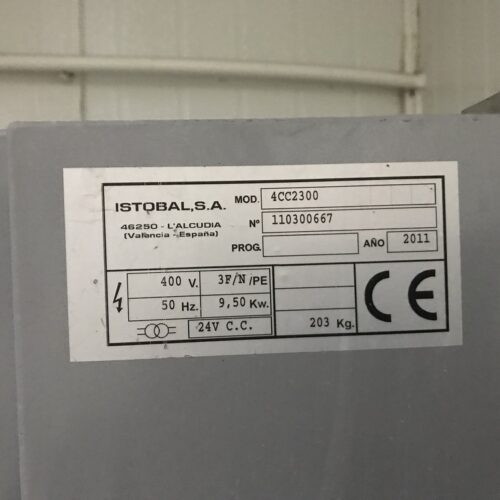 ISTOBAL,S.A.
46250 - L'ALCUDIA
(Valencia - España)
MOD. 4CC2300
Nº 110300667
PROG. AÑO 2011
400 V. 3F/N/PE
50 Hz. 9,50 Kw.
24V C.C. 203 Kg.
CE